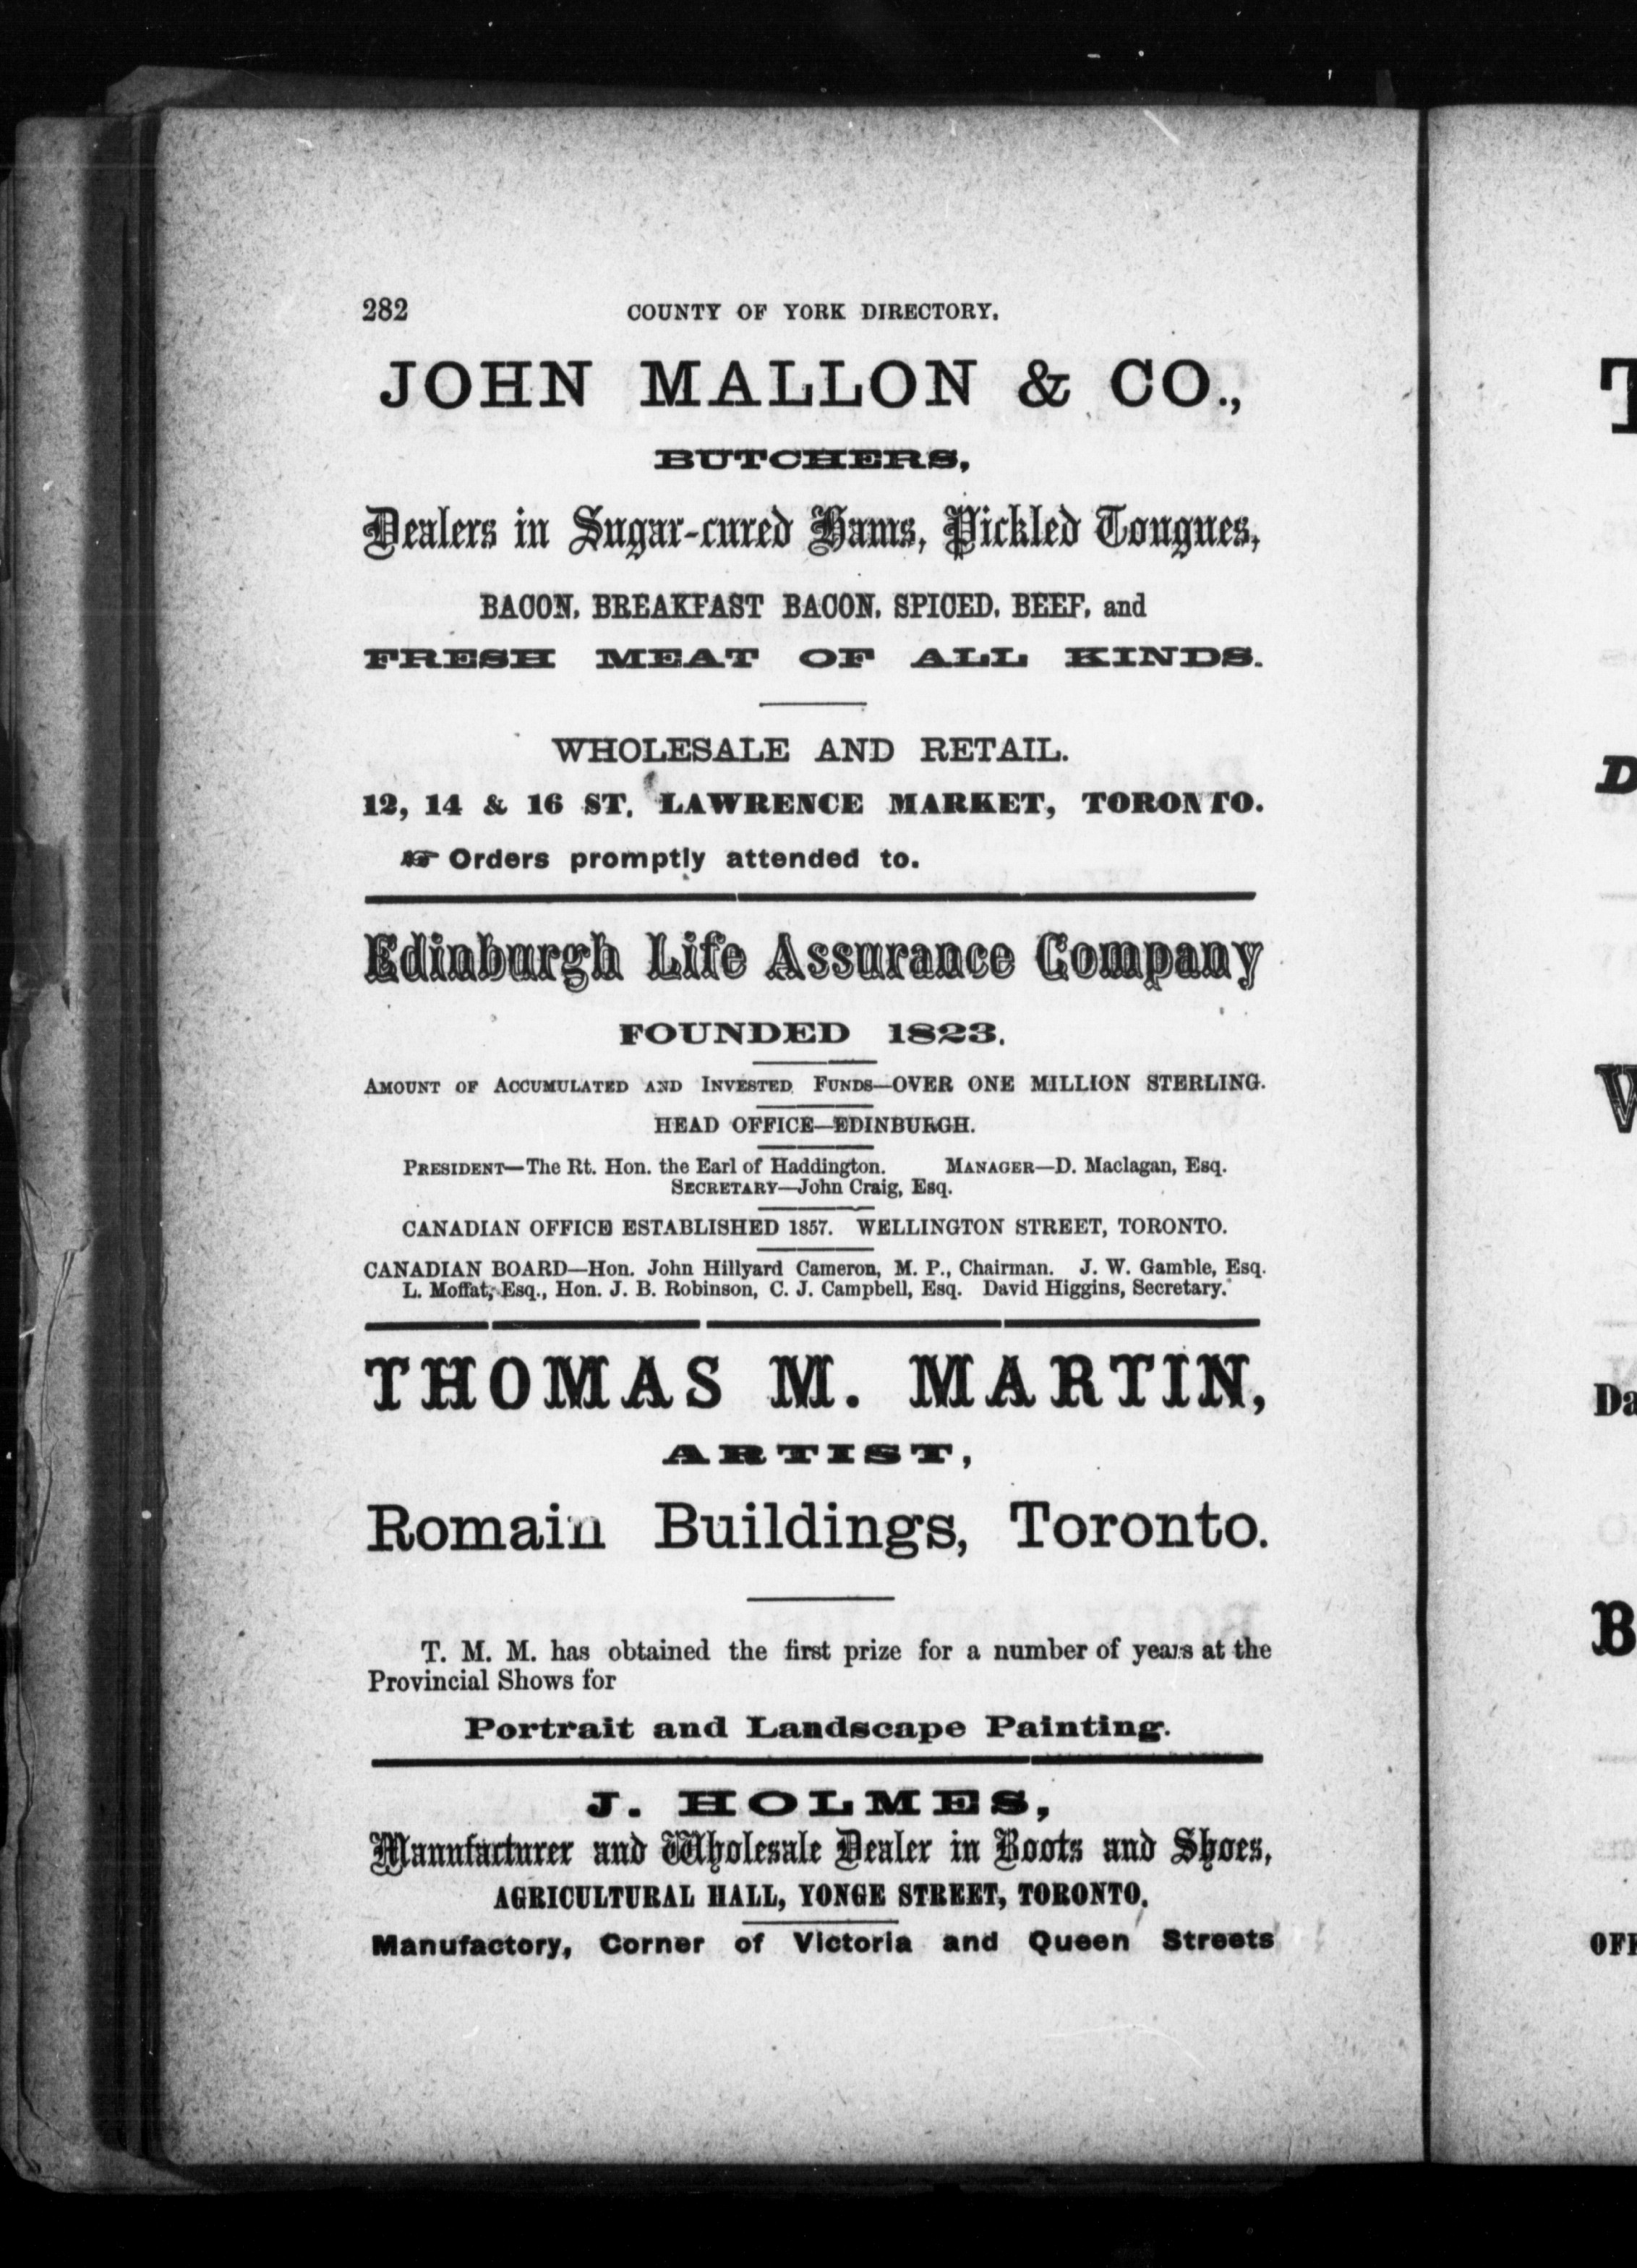 282 COUNTY OF YORK DIRECTORY.
JOHN MALLON & CO.,
BUTCHERS,
Dealers in Sugar-cured Hams, Pickled Tongues,
BACON, BREAKFAST BACON, SPICED, BEEF, and
FRESH MEAT OF ALL KINDS.
WHOLESALE AND RETAIL.
12, 14 & 16 ST. LAWRENCE MARKET, TORONTO.
☞ Orders promptly attended to.
Edinburgh Life Assurance Company
FOUNDED 1823.
AMOUNT OF ACCUMULATED AND INVESTED FUNDS—OVER ONE MILLION STERLING.
HEAD OFFICE—EDINBURGH.
PRESIDENT—The Rt. Hon. the Earl of Haddington. MANAGER—D. Maclagan, Esq.
SECRETARY—John Craig, Esq.
CANADIAN OFFICE ESTABLISHED 1857. WELLINGTON STREET, TORONTO.
CANADIAN BOARD—Hon. John Hillyard Cameron, M. P., Chairman. J. W. Gamble, Esq.
L. Moffat, Esq., Hon. J. B. Robinson, C. J. Campbell, Esq. David Higgins, Secretary.
THOMAS M. MARTIN,
ARTIST,
Romain Buildings, Toronto.
T. M. M. has obtained the first prize for a number of years at the
Provincial Shows for
Portrait and Landscape Painting.
J. HOLMES,
Manufacturer and Wholesale Dealer in Boots and Shoes,
AGRICULTURAL HALL, YONGE STREET, TORONTO.
Manufactory, Corner of Victoria and Queen Streets